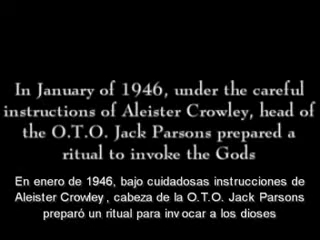 In January of 1946, under the careful
instructions of Aleister Crowley, head of
the O.T.O. Jack Parsons prepared a
ritual to invoke the Gods
En enero de 1946, bajo cuidadosas instrucciones de
Aleister Crowley, cabeza de la O.T.O. Jack Parsons
preparó un ritual para invocar a los dioses